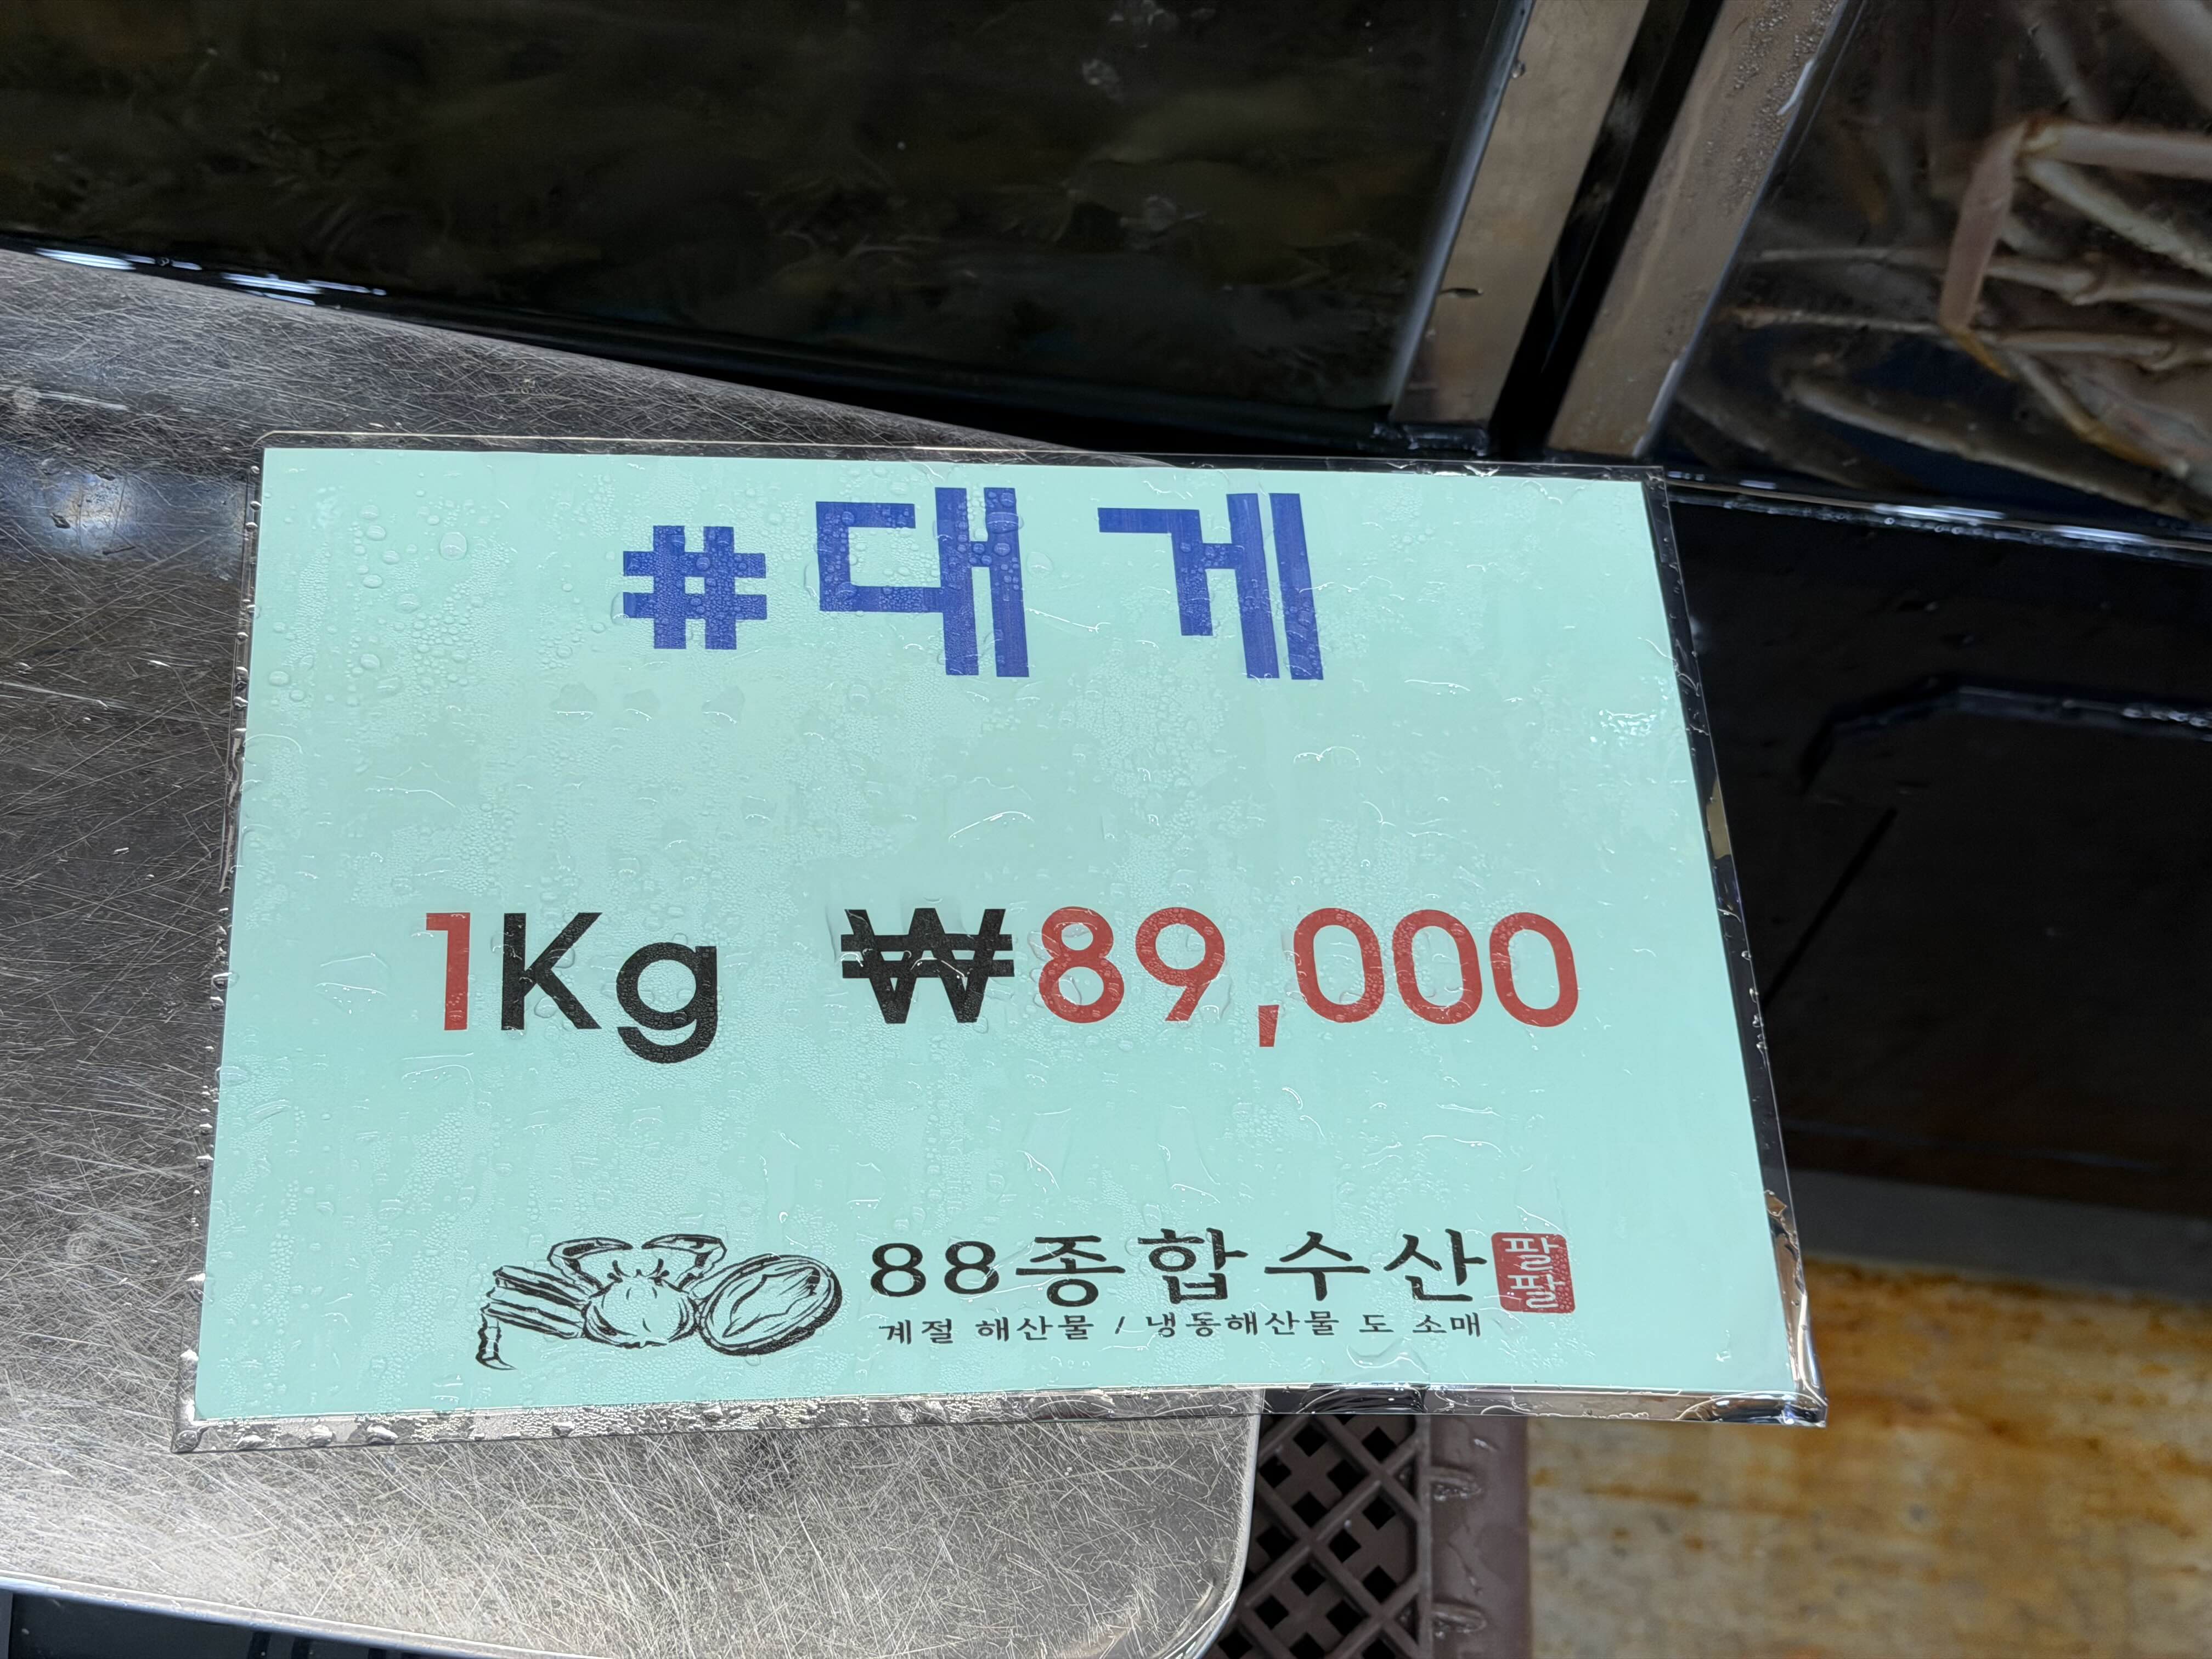 #대게
1Kg ₩89,000
88종합수산 팔팔
계절 해산물 / 냉동해산물 도 소매